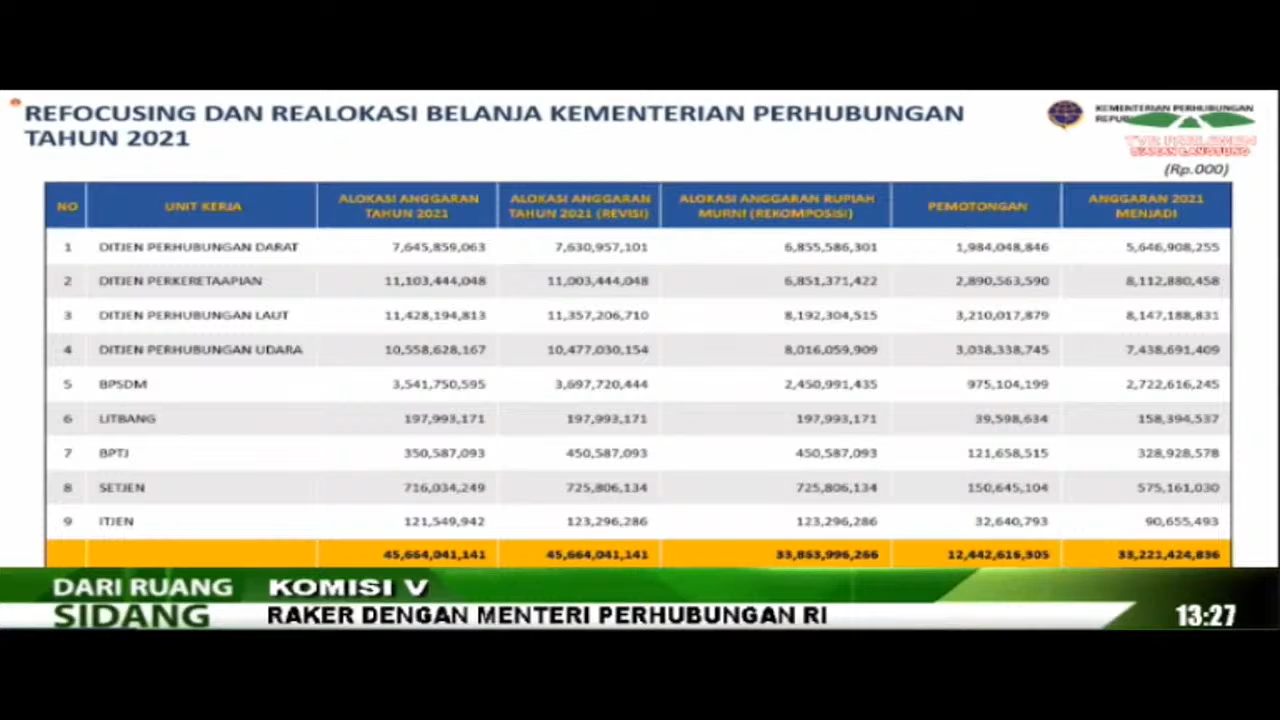 REFOCUSING DAN REALOKASI BELANJA KEMENTERIAN PERHUBUNGAN
TAHUN 2021
KEMENTERIAN PERHUBUNGAN
TVR PARLEMEN
SIARAN LANGSUNG
(Rp.000)
NO UNIT KERJA ALOKASI ANGGARAN TAHUN 2021 ALOKASI ANGGARAN TAHUN 2021 (REVISI) ALOKASI ANGGARAN RUPIAH MURNI (REKOMPOSISI) PEMOTONGAN ANGGARAN 2021 MENJADI
1 DITJEN PERHUBUNGAN DARAT 7,645,859,063 7,630,957,101 6,855,586,301 1,984,048,846 5,646,908,255
2 DITJEN PERKERETAAPIAN 11,103,444,048 11,003,444,048 6,851,371,422 2,890,563,590 8,112,880,458
3 DITJEN PERHUBUNGAN LAUT 11,428,194,813 11,357,206,710 8,192,304,515 3,210,017,879 8,147,188,831
4 DITJEN PERHUBUNGAN UDARA 10,558,628,167 10,477,030,154 8,016,059,909 3,038,338,745 7,438,691,409
5 BPSDM 3,541,750,595 3,697,720,444 2,450,991,435 975,104,199 2,722,616,245
6 LITBANG 197,993,171 197,993,171 197,993,171 39,598,634 158,394,537
7 BPTJ 350,587,093 450,587,093 450,587,093 121,658,515 328,928,578
8 SETJEN 716,034,249 725,806,134 725,806,134 150,645,104 575,161,030
9 ITJEN 121,549,942 123,296,286 123,296,286 32,640,793 90,655,493
45,664,041,141 45,664,041,141 33,863,996,266 12,442,616,305 33,221,424,836
DARI RUANG SIDANG
KOMISI V
RAKER DENGAN MENTERI PERHUBUNGAN RI
13:27